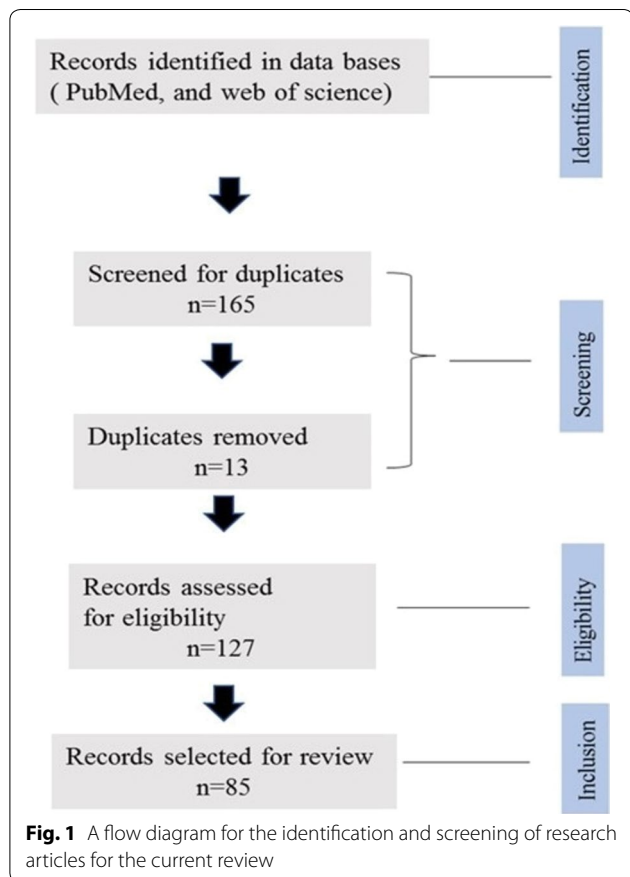 Records identified in data bases
( PubMed, and web of science)
Identification
Screened for duplicates
n=165
Screening
Duplicates removed
n=13
Records assessed
for eligibility
n=127
Eligibility
Records selected for review
n=85
Inclusion
Fig. 1 A flow diagram for the identification and screening of research
articles for the current review